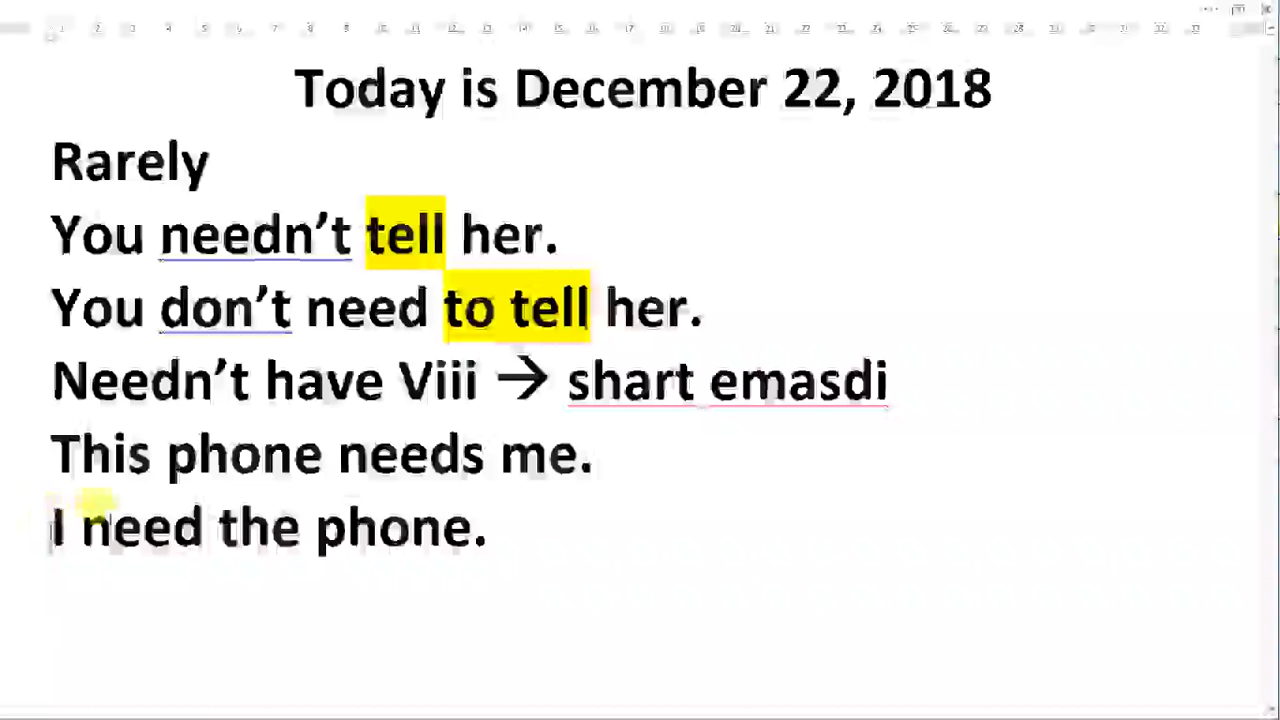 Today is December 22, 2018
Rarely
You needn’t tell her.
You don’t need to tell her.
Needn’t have Viii → shart emasdi
This phone needs me.
I need the phone.